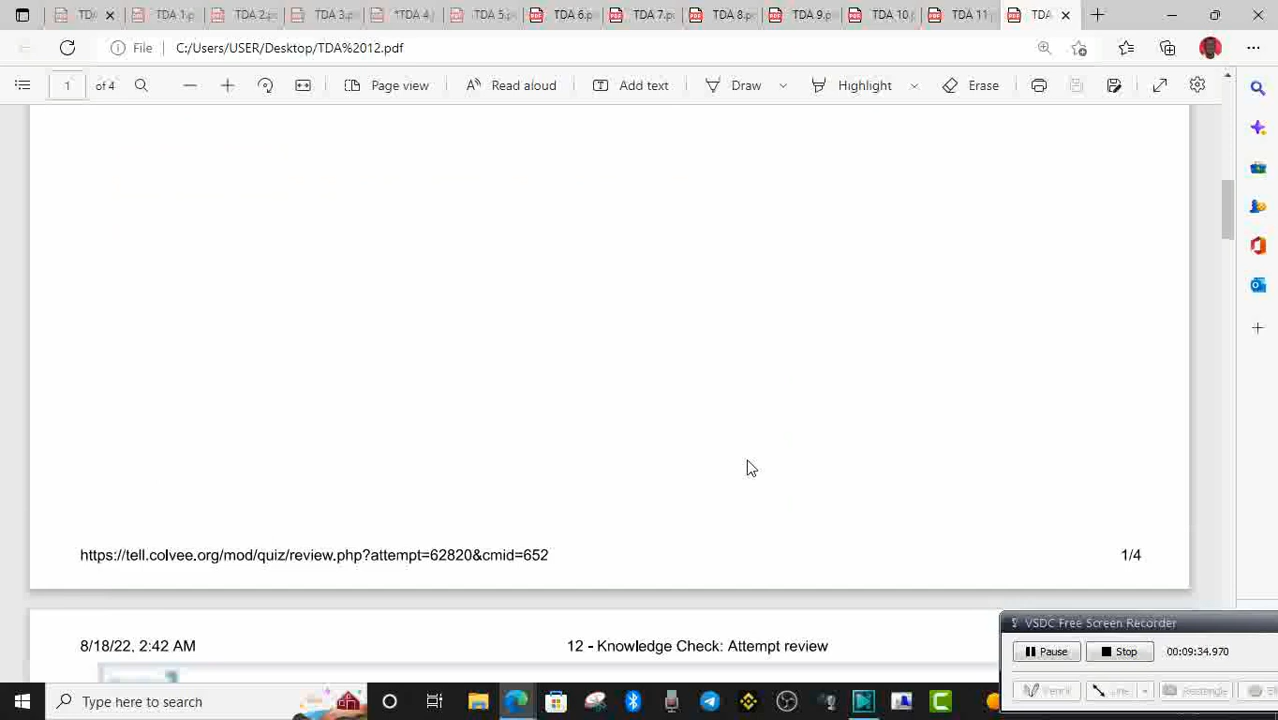 TDA 1.p
TDA 2.p
TDA 3.p
*TDA 4
TDA 5.p
TDA 6.p
TDA 7.p
TDA 8.p
TDA 9.p
TDA 10
TDA 11
TDA
File
C:/Users/USER/Desktop/TDA%2012.pdf
1 of 4
Page view
Read aloud
Add text
Draw
Highlight
Erase
https://tell.colvee.org/mod/quiz/review.php?attempt=62820&cmid=652
1/4
8/18/22, 2:42 AM
12 - Knowledge Check: Attempt review
VSDC Free Screen Recorder
Pause
Stop
00:09:34.970
Line
Rectangle
Type here to search